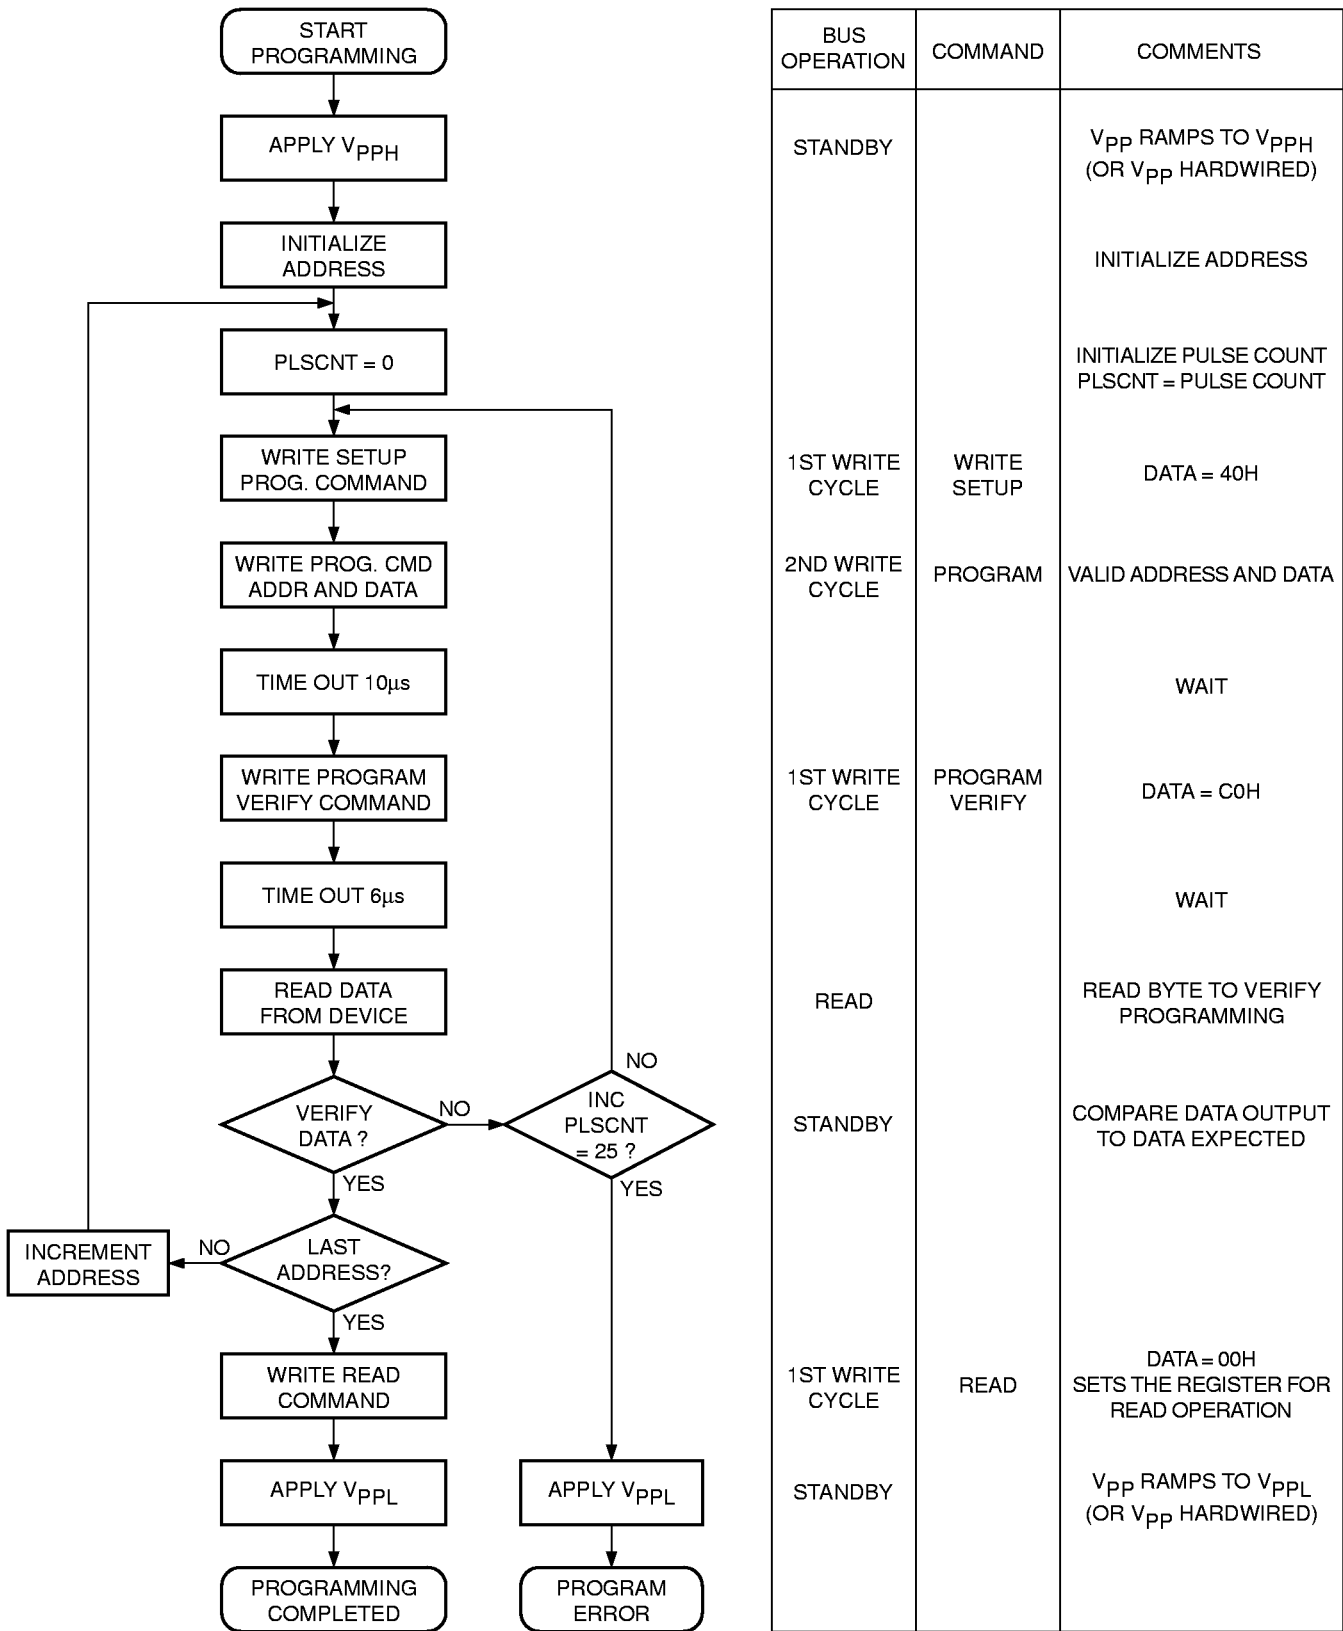 START
PROGRAMMING
APPLY VPPH
INITIALIZE
ADDRESS
PLSCNT = 0
WRITE SETUP
PROG. COMMAND
WRITE PROG. CMD
ADDR AND DATA
TIME OUT 10µs
WRITE PROGRAM
VERIFY COMMAND
TIME OUT 6µs
READ DATA
FROM DEVICE
VERIFY
DATA ?
NO
YES
INC
PLSCNT
= 25 ?
NO
YES
LAST
ADDRESS?
NO
YES
INCREMENT
ADDRESS
WRITE READ
COMMAND
APPLY VPPL
PROGRAMMING
COMPLETED
APPLY VPPL
PROGRAM
ERROR
BUS
OPERATION
COMMAND
COMMENTS
STANDBY
VPP RAMPS TO VPPH
(OR VPP HARDWIRED)
INITIALIZE ADDRESS
INITIALIZE PULSE COUNT
PLSCNT = PULSE COUNT
1ST WRITE
CYCLE
WRITE
SETUP
DATA = 40H
2ND WRITE
CYCLE
PROGRAM
VALID ADDRESS AND DATA
WAIT
1ST WRITE
CYCLE
PROGRAM
VERIFY
DATA = C0H
WAIT
READ
READ BYTE TO VERIFY
PROGRAMMING
STANDBY
COMPARE DATA OUTPUT
TO DATA EXPECTED
1ST WRITE
CYCLE
READ
DATA = 00H
SETS THE REGISTER FOR
READ OPERATION
STANDBY
VPP RAMPS TO VPPL
(OR VPP HARDWIRED)